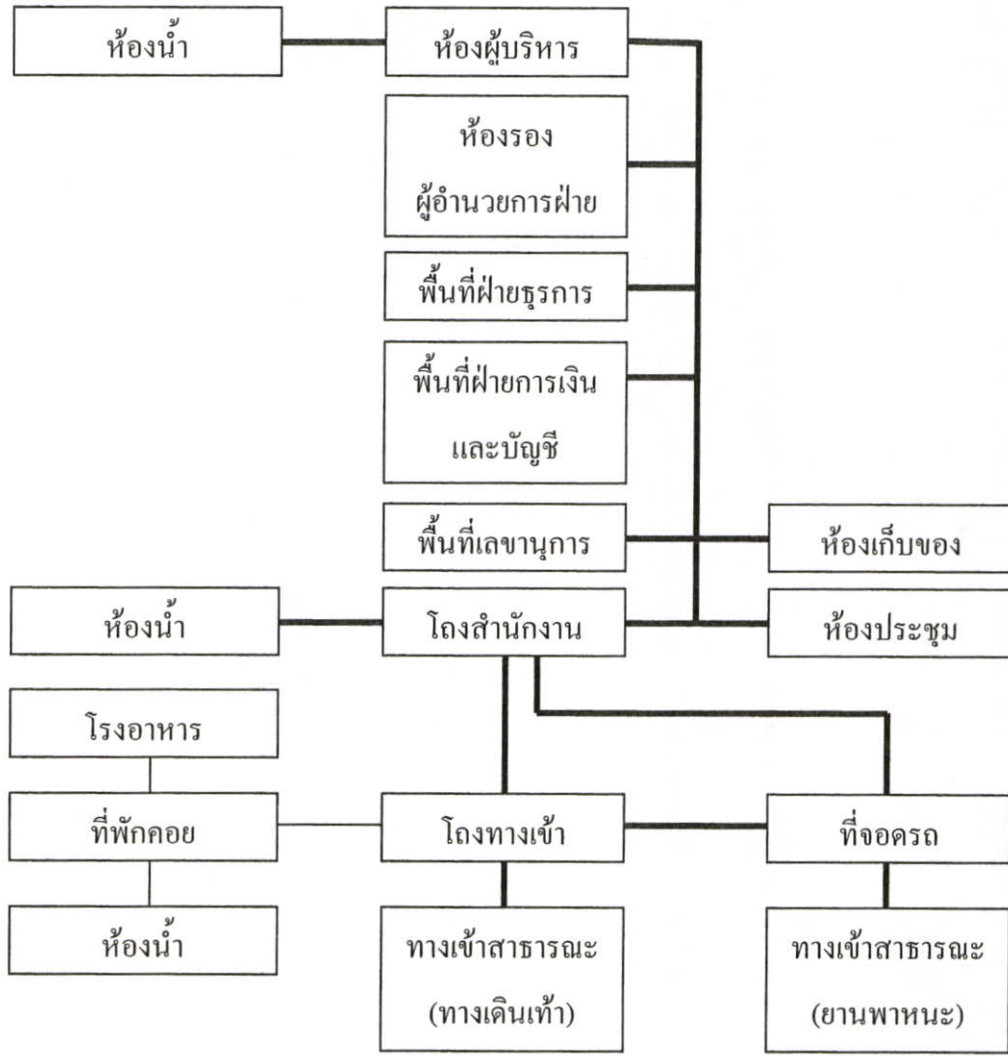 ห้องน้ำ
ห้องผู้บริหาร
ห้องรอง
ผู้อำนวยการฝ่าย
พื้นที่ฝ่ายธุรการ
พื้นที่ฝ่ายการเงิน
และบัญชี
พื้นที่เลขานุการ
ห้องเก็บของ
ห้องน้ำ
โถงสำนักงาน
ห้องประชุม
โรงอาหาร
ที่พักคอย
โถงทางเข้า
ที่จอดรถ
ห้องน้ำ
ทางเข้าสาธารณะ
(ทางเดินเท้า)
ทางเข้าสาธารณะ
(ยานพาหนะ)